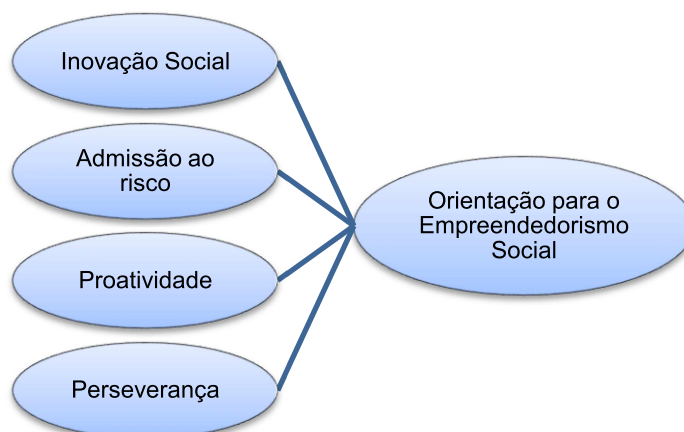 Inovação Social
Admissão ao
risco
Proatividade
Perseverança
Orientação para o
Empreendedorismo
Social